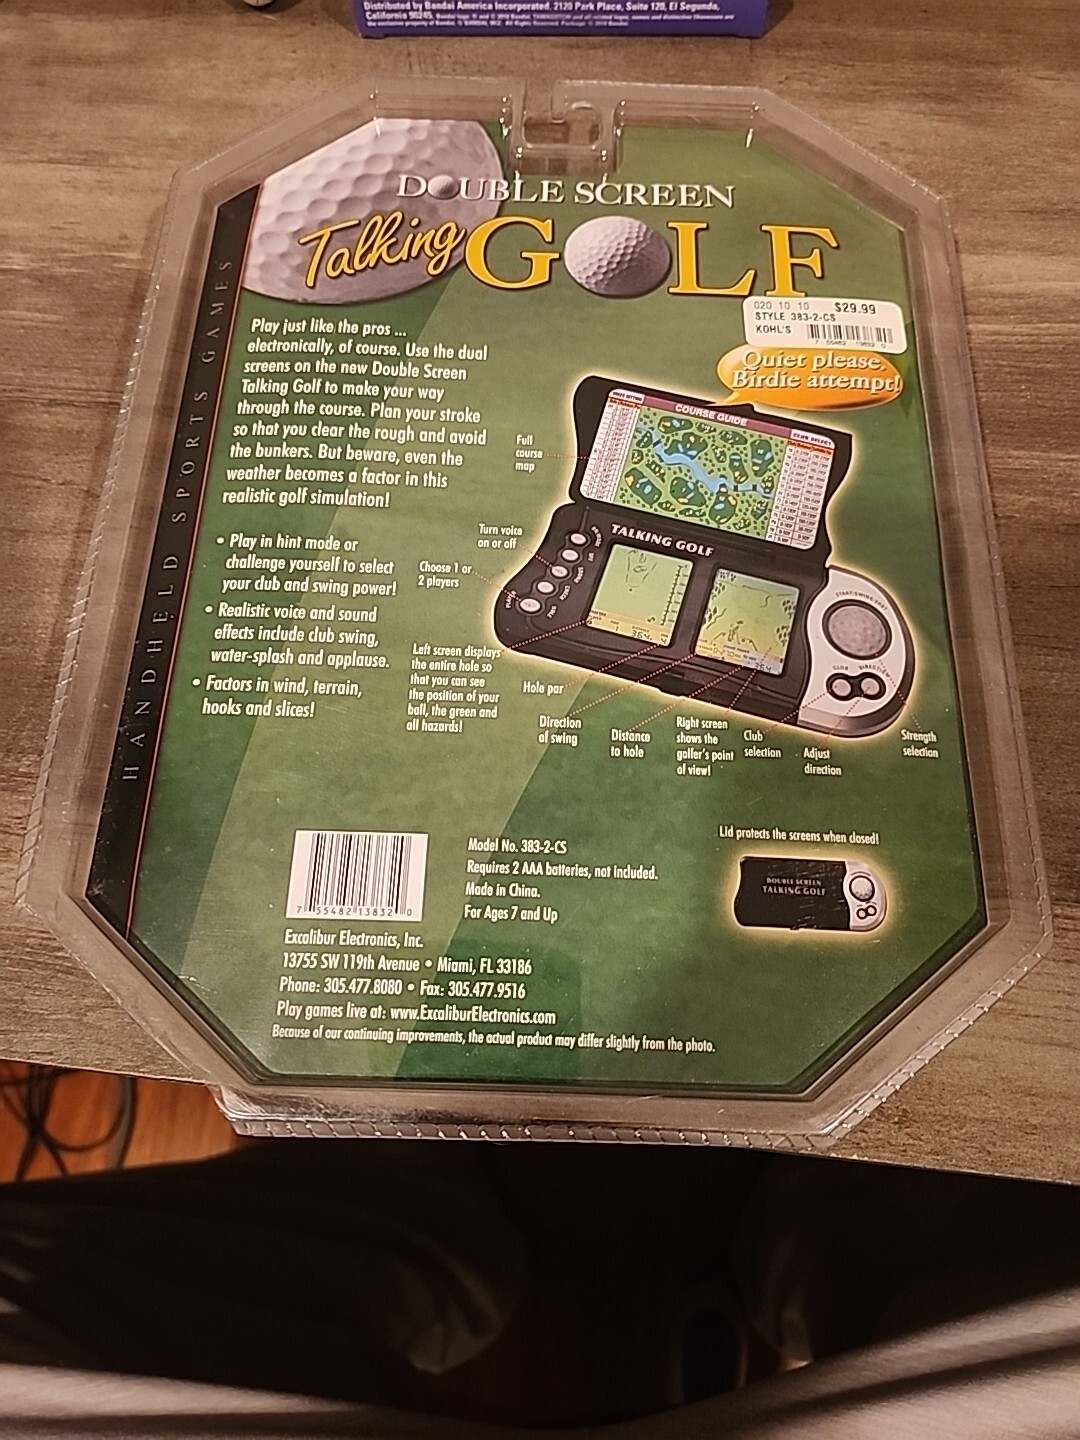 Distributed by Bandai America Incorporated. 2120 Park Place, Suite 120, El Segundo,
California 90245.
DOUBLE SCREEN
Talking GOLF
HANDHELD SPORTS GAMES
020 10 10 $29.99
STYLE 383-2-CS
KOHL'S
Quiet please,
Birdie attempt!
Play just like the pros ...
electronically, of course. Use the dual
screens on the new Double Screen
Talking Golf to make your way
through the course. Plan your stroke
so that you clear the rough and avoid
the bunkers. But beware, even the
weather becomes a factor in this
realistic golf simulation!
• Play in hint mode or
challenge yourself to select
your club and swing power!
• Realistic voice and sound
effects include club swing,
water-splash and applause.
• Factors in wind, terrain,
hooks and slices!
Full
course
map
Turn voice
on or off
Choose 1 or
2 players
Left screen displays
the entire hole so
that you can see
the position of your
ball, the green and
all hazards!
COURSE GUIDE
CLUB SELECT
TALKING GOLF
START/SWING/PUTT
CLUB
DIRECTION
364
364
Hole par
Direction
of swing
Distance
to hole
Right screen
shows the
golfer's point
of view!
Club
selection
Adjust
direction
Strength
selection
7 55482 13832 0
Model No. 383-2-CS
Requires 2 AAA batteries, not included.
Made in China.
For Ages 7 and Up
Lid protects the screens when closed!
DOUBLE SCREEN
TALKING GOLF
Excalibur Electronics, Inc.
13755 SW 119th Avenue • Miami, FL 33186
Phone: 305.477.8080 • Fax: 305.477.9516
Play games live at: www.ExcaliburElectronics.com
Because of our continuing improvements, the actual product may differ slightly from the photo.